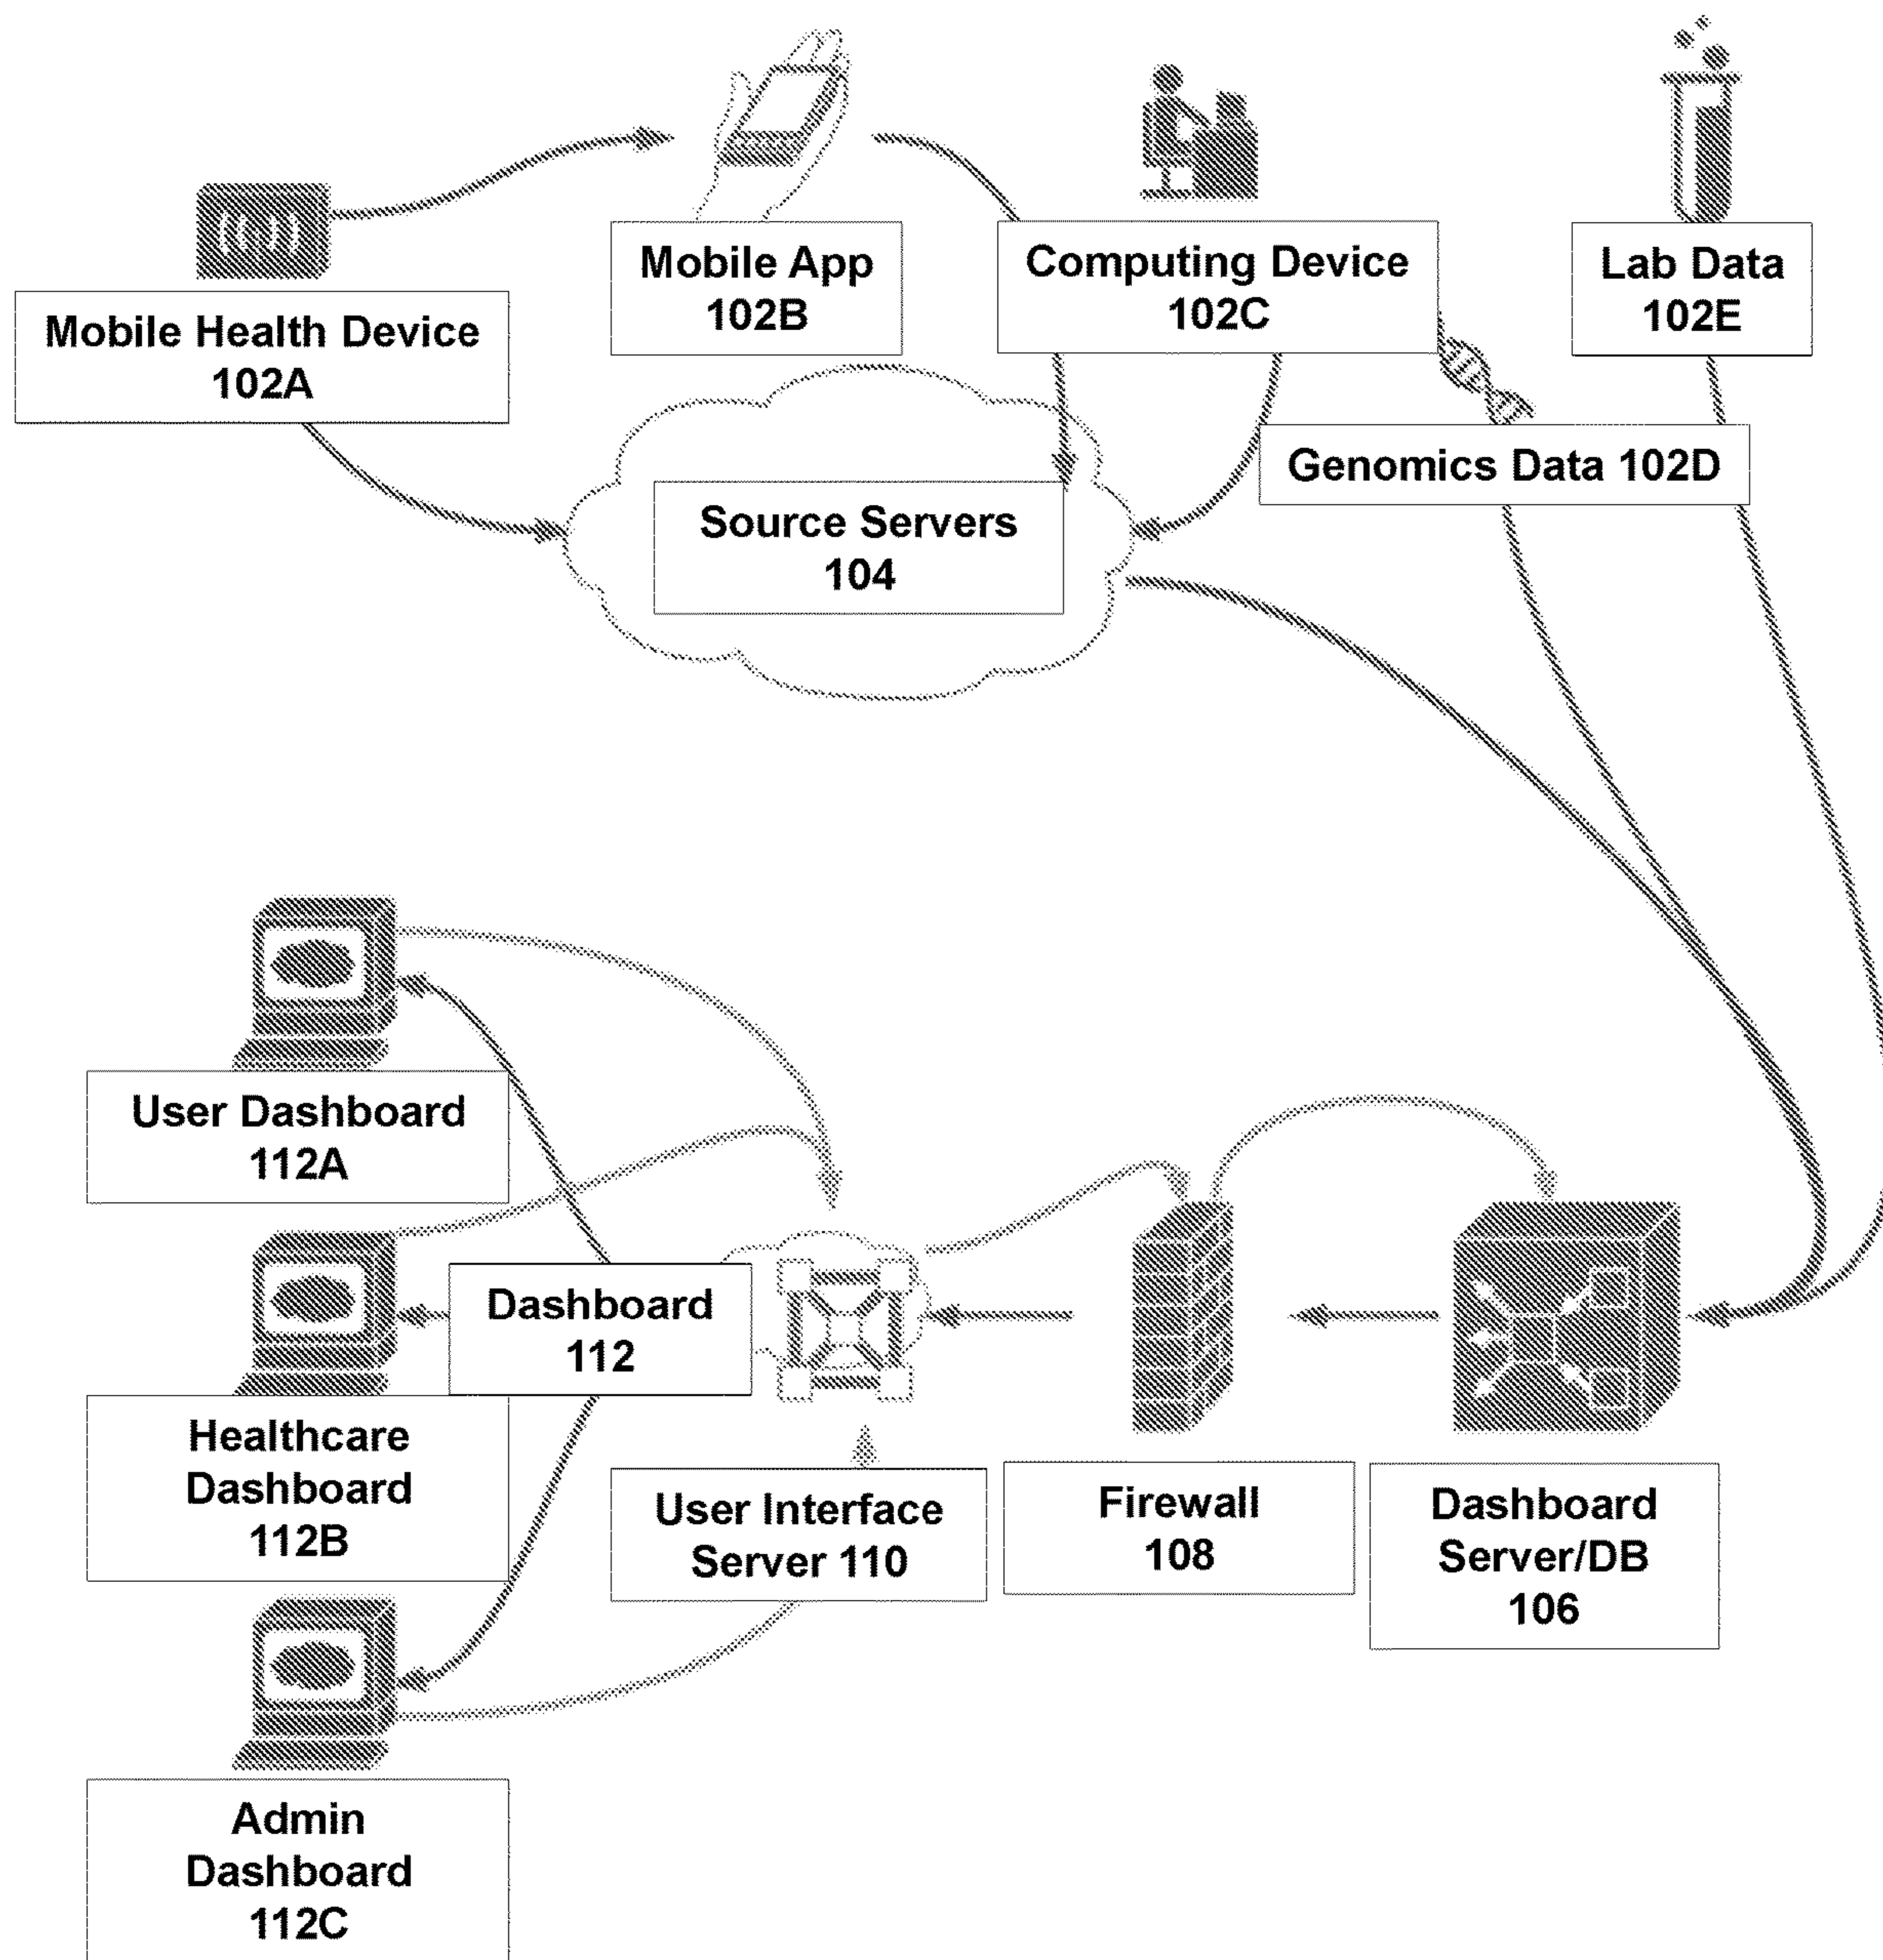 Mobile App
102B
Computing Device
102C
Lab Data
102E
Mobile Health Device
102A
Genomics Data 102D
Source Servers
104
User Dashboard
112A
Dashboard
112
Healthcare
Dashboard
112B
User Interface
Server 110
Firewall
108
Dashboard
Server/DB
106
Admin
Dashboard
112C